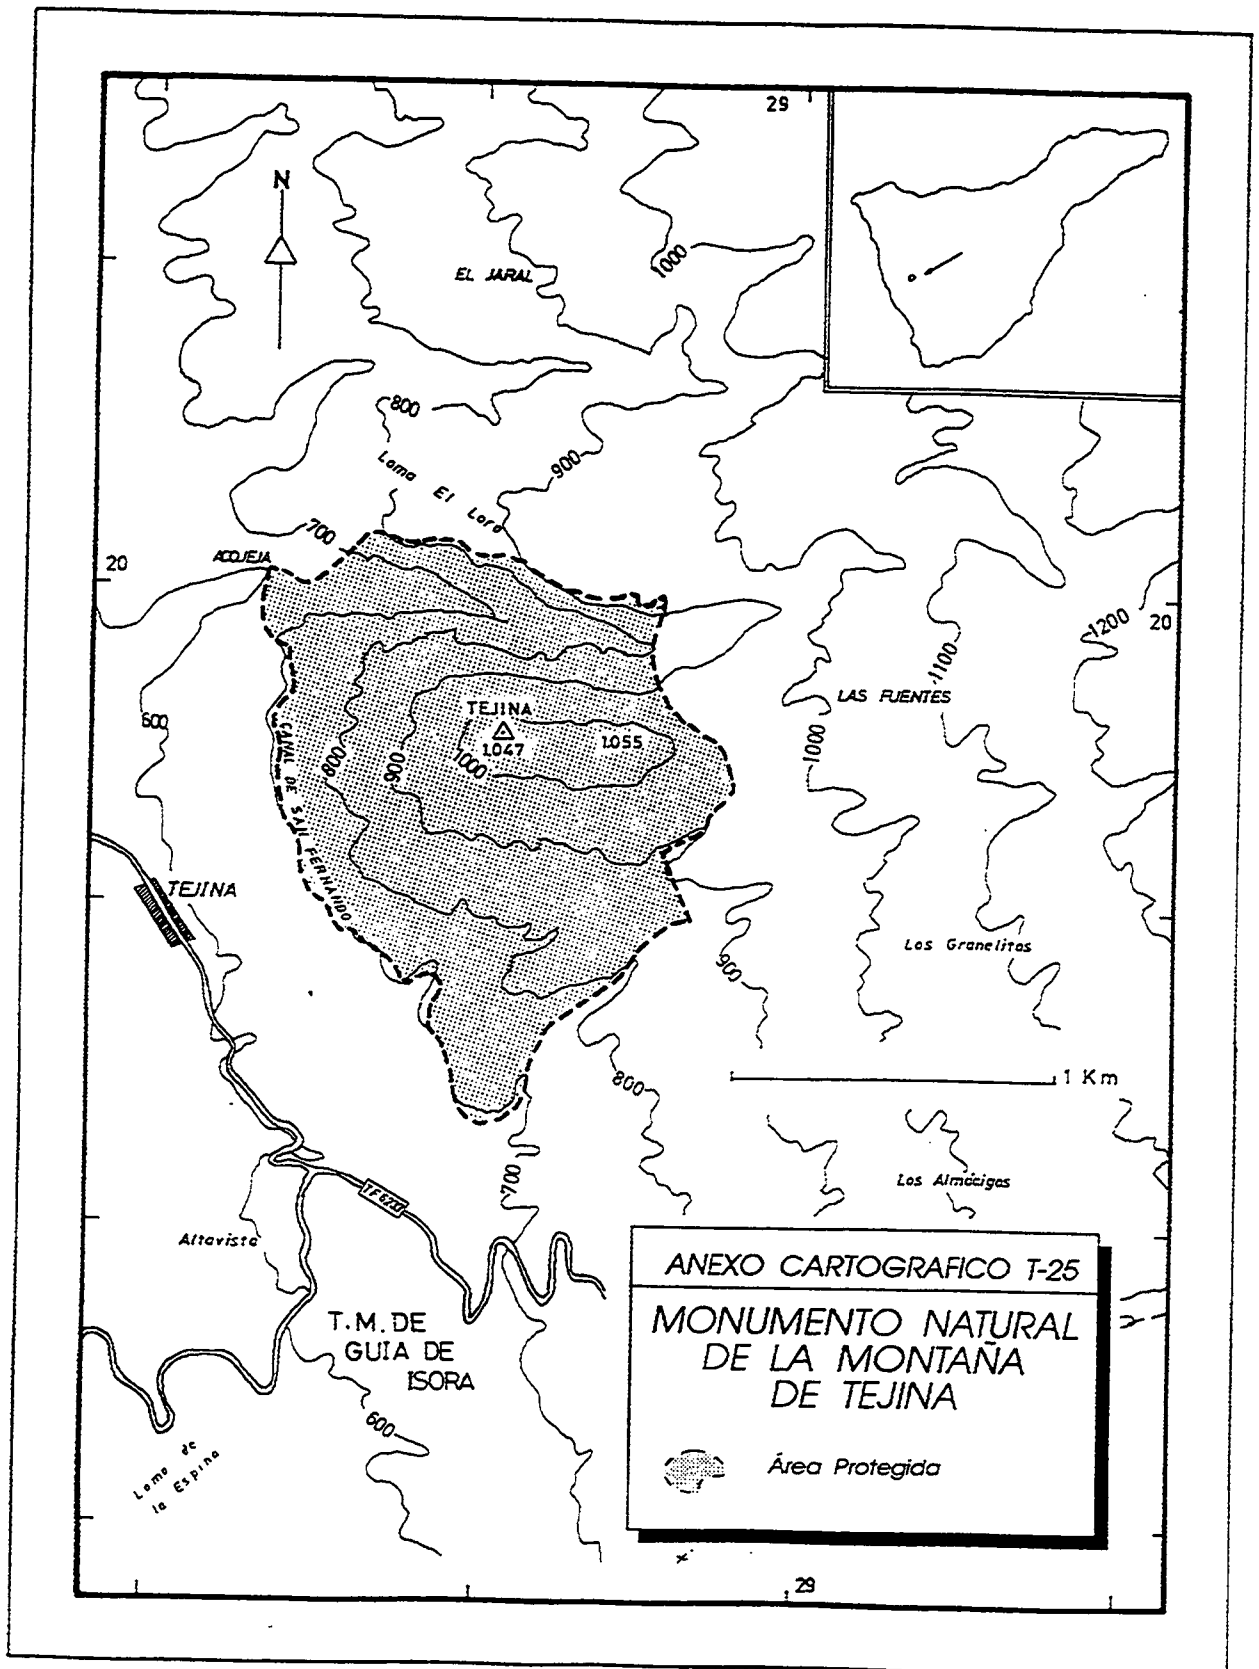 29
N
1000
EL JARAL
800
900
Loma El Loro
700
ACOJEJA
20
1200
20
1100
LAS FUENTES
TEJINA
1.047
1.055
600
800
900
1000
1000
CANAL DE SAN FERNANDO
TEJINA
Los Granelitos
900
800
1 Km
700
Los Almácigos
Altavista
ANEXO CARTOGRAFICO T-25
T.M. DE
GUIA DE
ISORA
MONUMENTO NATURAL
DE LA MONTAÑA
DE TEJINA
600
Área Protegida
Lomo de
la Espina
29